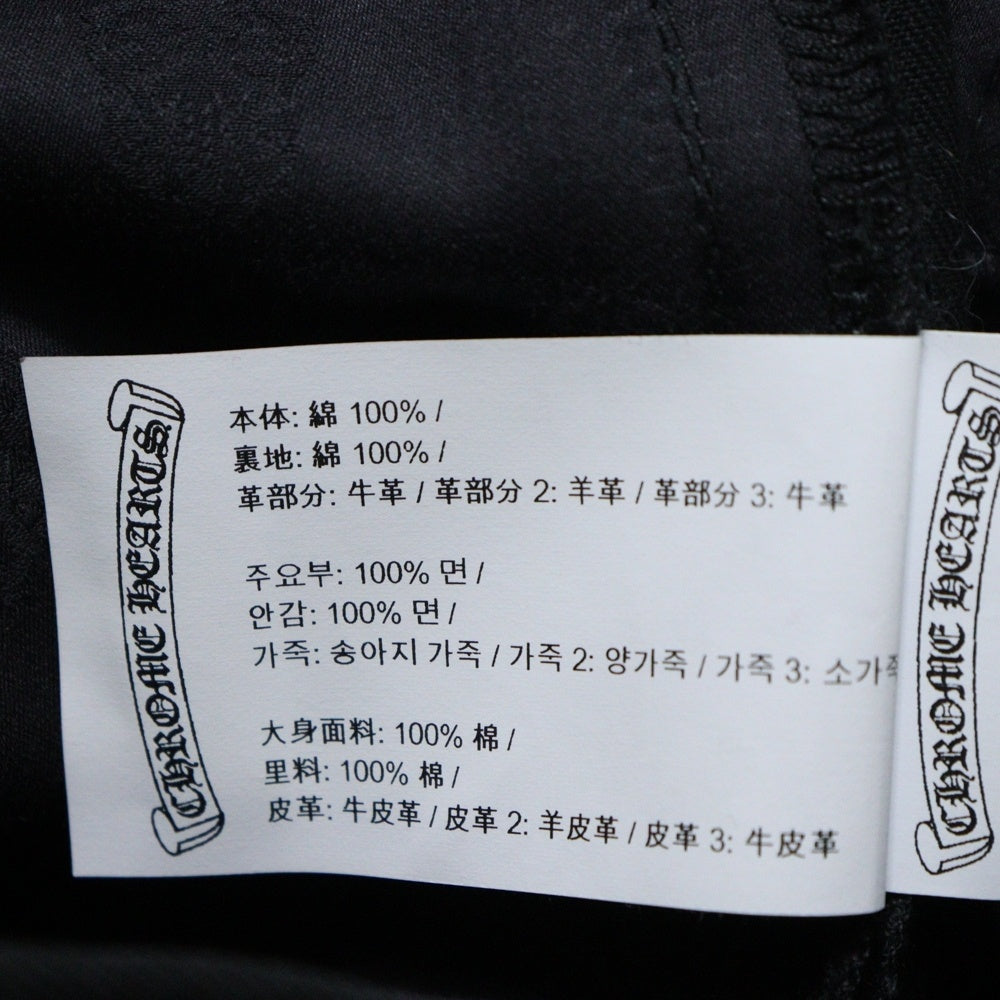 CHROME HEARTS
本体: 綿 100% /
裏地: 綿 100% /
革部分: 牛革 / 革部分 2: 羊革 / 革部分 3: 牛革
주요부: 100% 면 /
안감: 100% 면 /
가죽: 송아지 가죽 / 가죽 2: 양가죽 / 가죽 3: 소가죽
大身面料: 100% 棉 /
里料: 100% 棉 /
皮革: 牛皮革 / 皮革 2: 羊皮革 / 皮革 3: 牛皮革
CHROME HEARTS